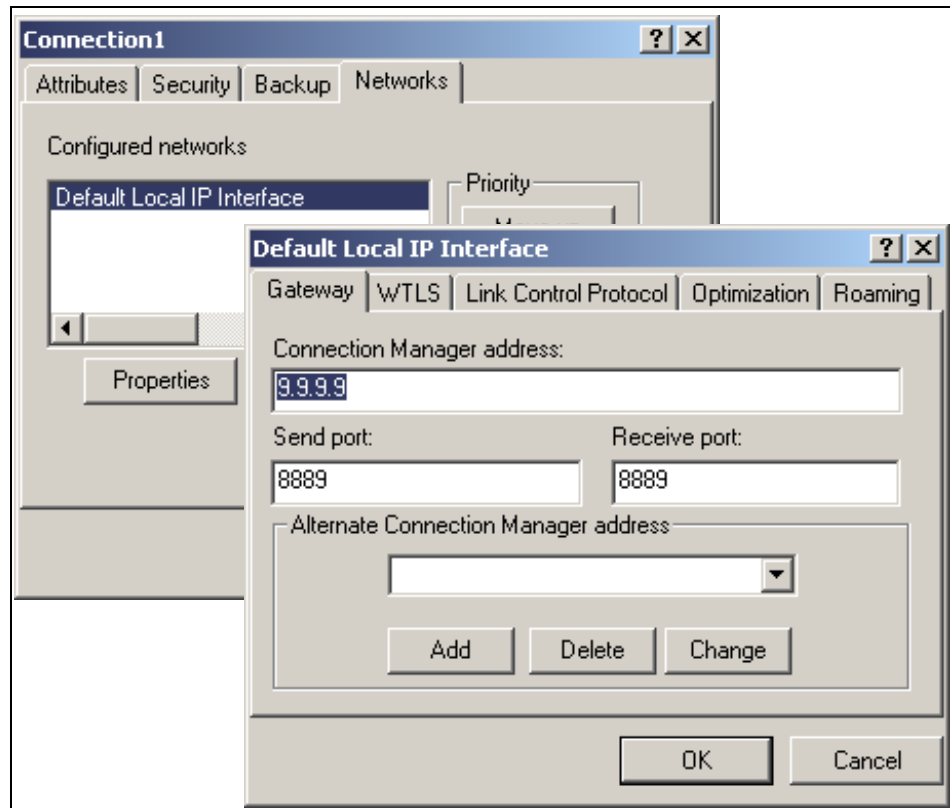 Connection1
Attributes Security Backup Networks
Configured networks
Default Local IP Interface
Priority
Properties
Default Local IP Interface
Gateway WTLS Link Control Protocol Optimization Roaming
Connection Manager address:
9.9.9.9
Send port: Receive port:
8889 8889
Alternate Connection Manager address
Add Delete Change
OK Cancel